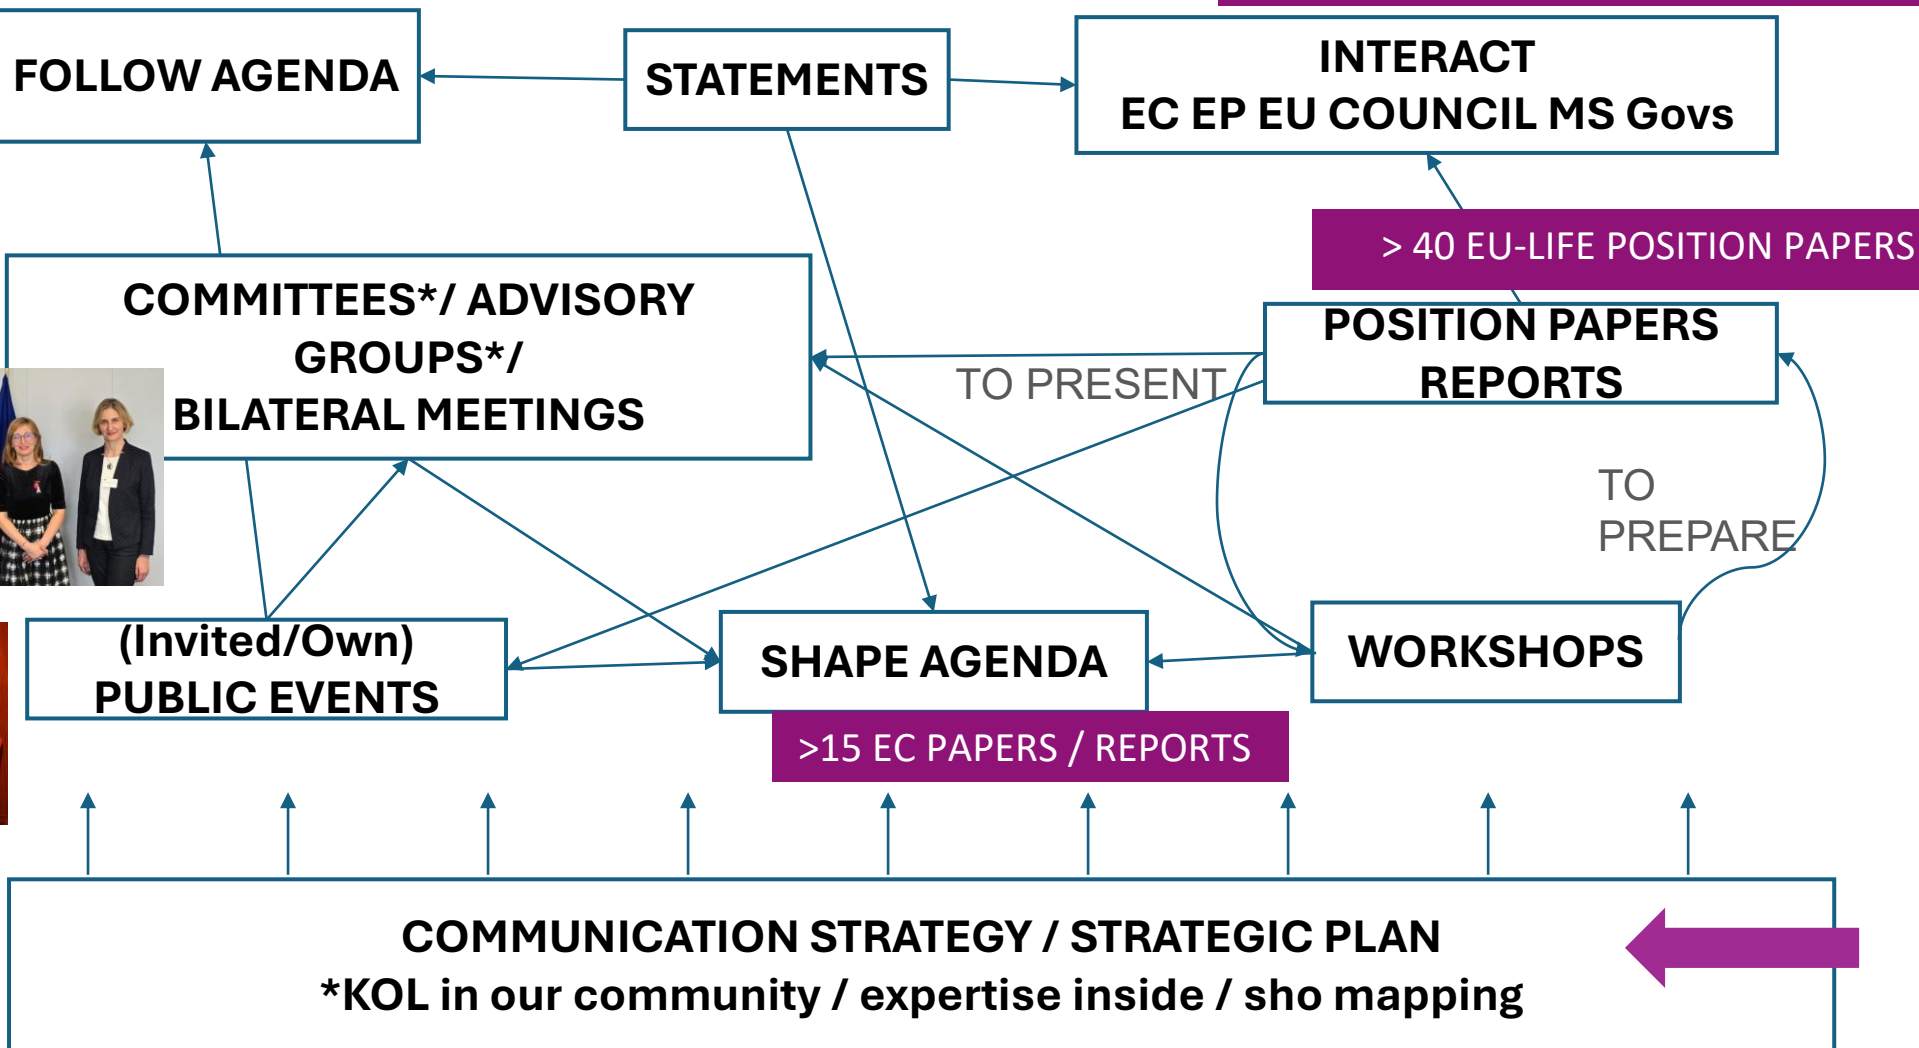 FOLLOW AGENDA
STATEMENTS
INTERACT
EC EP EU COUNCIL MS Govs
> 40 EU-LIFE POSITION PAPERS
COMMITTEES*/ ADVISORY
GROUPS*/
BILATERAL MEETINGS
POSITION PAPERS
REPORTS
TO PRESENT
TO
PREPARE
(Invited/Own)
PUBLIC EVENTS
SHAPE AGENDA
WORKSHOPS
>15 EC PAPERS / REPORTS
COMMUNICATION STRATEGY / STRATEGIC PLAN
*KOL in our community / expertise inside / sho mapping